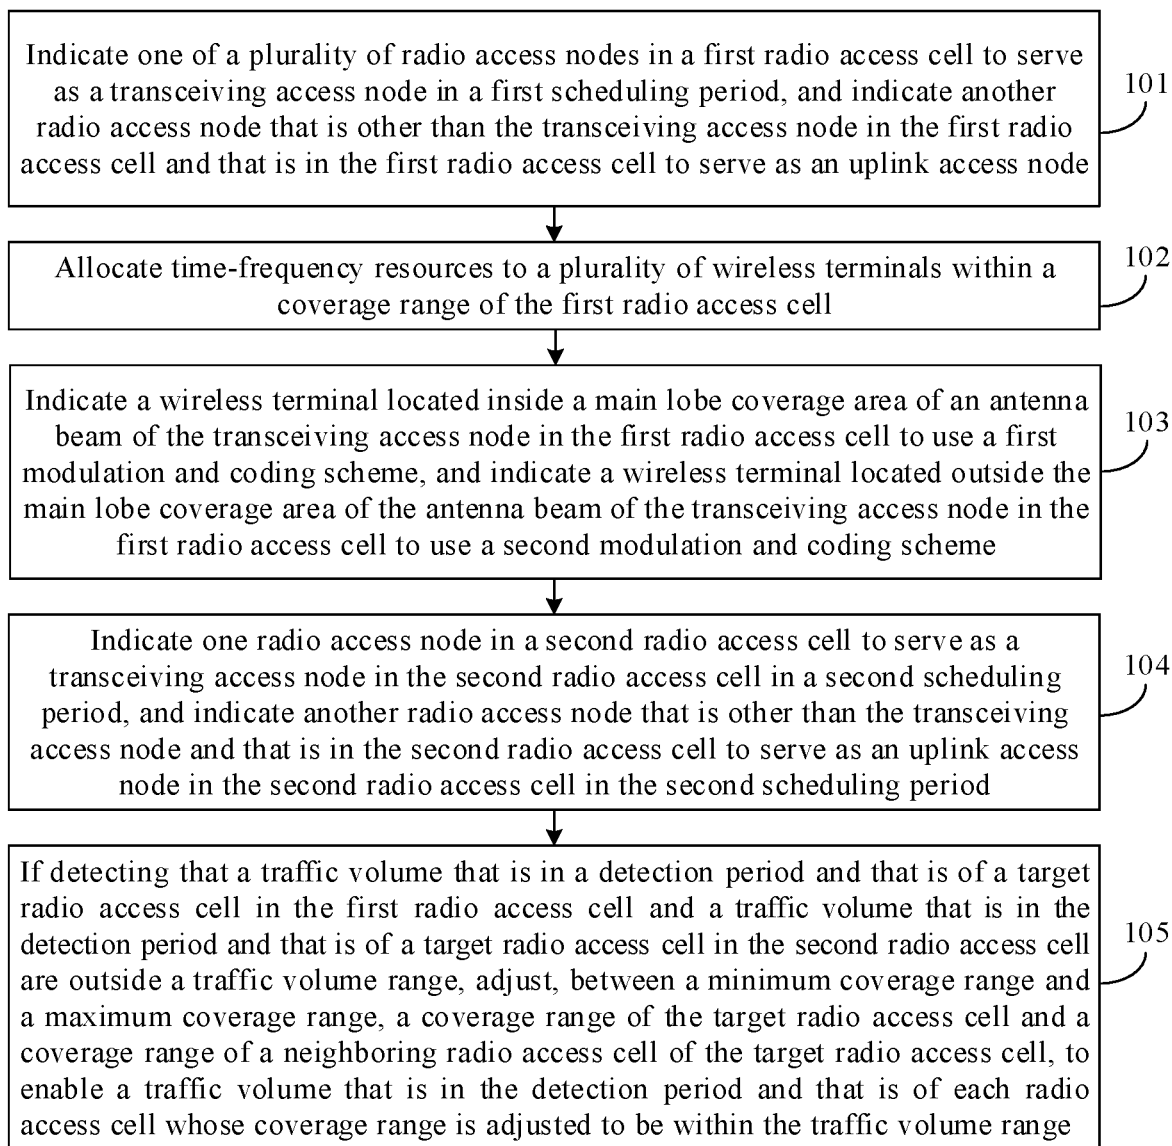 Indicate one of a plurality of radio access nodes in a first radio access cell to serve
as a transceiving access node in a first scheduling period, and indicate another
radio access node that is other than the transceiving access node in the first radio
access cell and that is in the first radio access cell to serve as an uplink access node
101
Allocate time-frequency resources to a plurality of wireless terminals within a
coverage range of the first radio access cell
102
Indicate a wireless terminal located inside a main lobe coverage area of an antenna
beam of the transceiving access node in the first radio access cell to use a first
modulation and coding scheme, and indicate a wireless terminal located outside the
main lobe coverage area of the antenna beam of the transceiving access node in the
first radio access cell to use a second modulation and coding scheme
103
Indicate one radio access node in a second radio access cell to serve as a
transceiving access node in the second radio access cell in a second scheduling
period, and indicate another radio access node that is other than the transceiving
access node and that is in the second radio access cell to serve as an uplink access
node in the second radio access cell in the second scheduling period
104
If detecting that a traffic volume that is in a detection period and that is of a target
radio access cell in the first radio access cell and a traffic volume that is in the
detection period and that is of a target radio access cell in the second radio access cell
are outside a traffic volume range, adjust, between a minimum coverage range and
a maximum coverage range, a coverage range of the target radio access cell and a
coverage range of a neighboring radio access cell of the target radio access cell, to
enable a traffic volume that is in the detection period and that is of each radio
access cell whose coverage range is adjusted to be within the traffic volume range
105